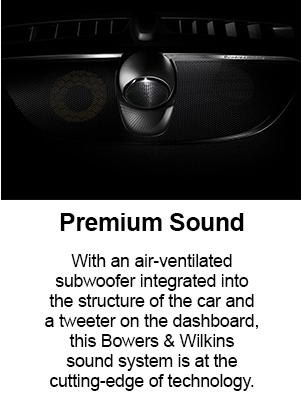 Premium Sound
With an air-ventilated
subwoofer integrated into
the structure of the car and
a tweeter on the dashboard,
this Bowers & Wilkins
sound system is at the
cutting-edge of technology.